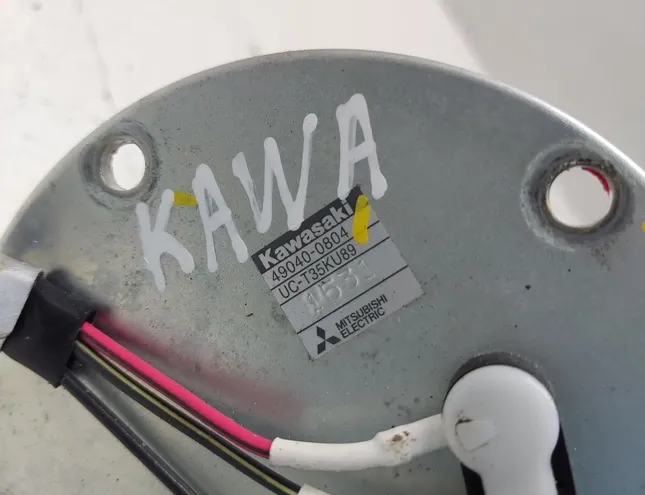 KAWA
Kawasaki
49040-0804
UC-T35KU89
MITSUBISHI
ELECTRIC